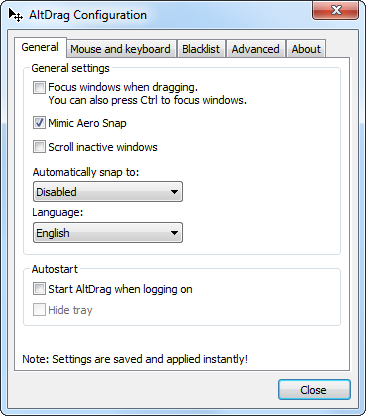 AltDrag Configuration
General
Mouse and keyboard
Blacklist
Advanced
About
General settings
Focus windows when dragging.
You can also press Ctrl to focus windows.
Mimic Aero Snap
Scroll inactive windows
Automatically snap to:
Disabled
Language:
English
Autostart
Start AltDrag when logging on
Hide tray
Note: Settings are saved and applied instantly!
Close